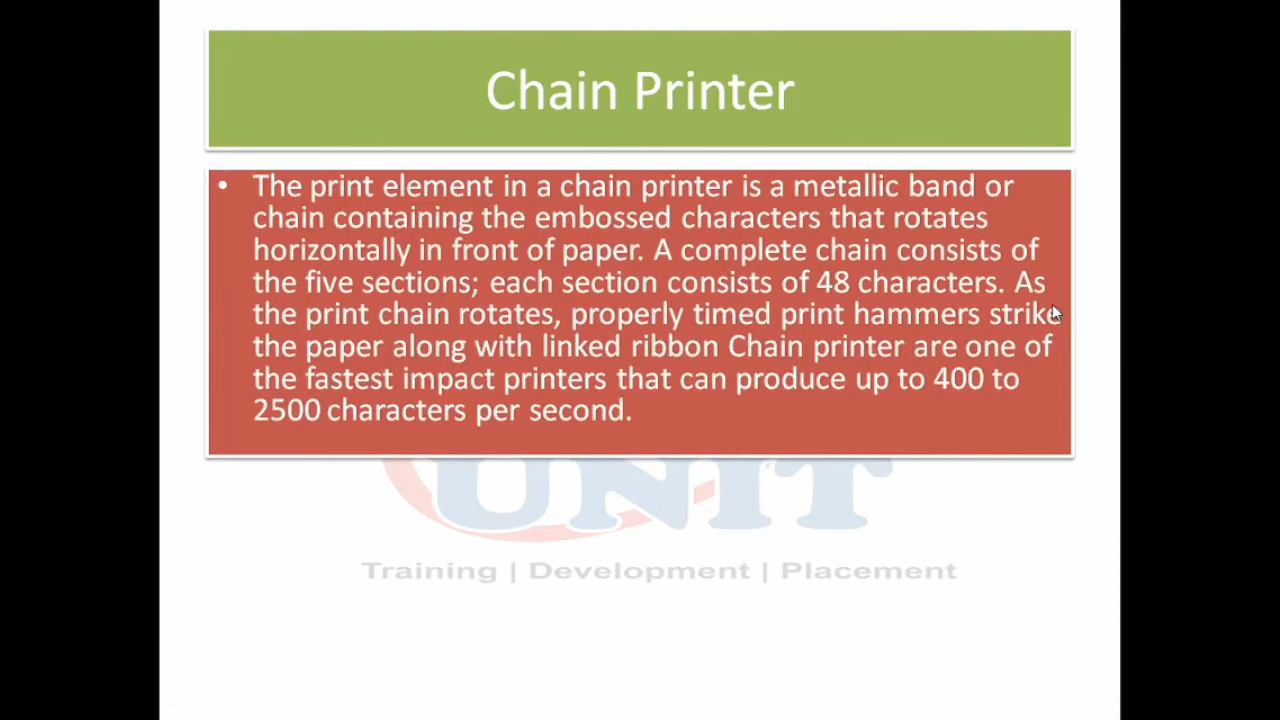 Chain Printer
• The print element in a chain printer is a metallic band or
chain containing the embossed characters that rotates
horizontally in front of paper. A complete chain consists of
the five sections; each section consists of 48 characters. As
the print chain rotates, properly timed print hammers strike
the paper along with linked ribbon Chain printer are one of
the fastest impact printers that can produce up to 400 to
2500 characters per second.
UNIT
Training | Development | Placement